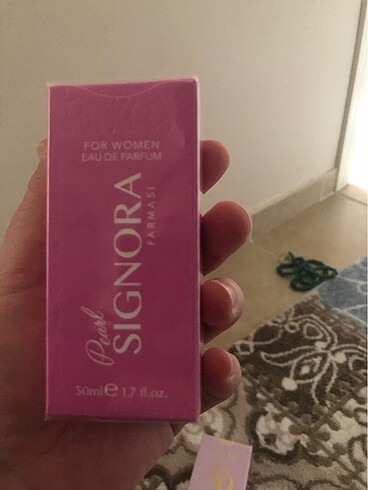 FOR WOMEN
EAU DE PARFUM
Pearl
SIGNORA
FARMASI
50ml℮ 1.7 fl.oz.